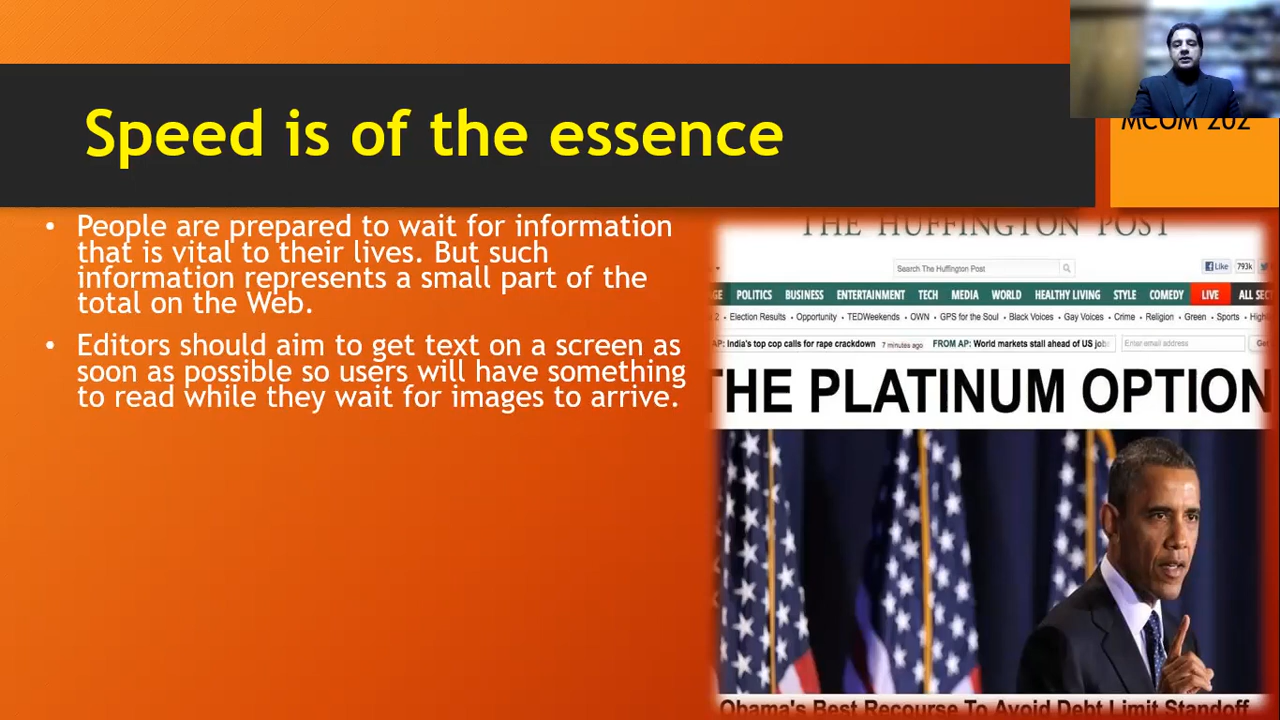 Speed is of the essence
MCOM 202
• People are prepared to wait for information
that is vital to their lives. But such
information represents a small part of the
total on the Web.
• Editors should aim to get text on a screen as
soon as possible so users will have something
to read while they wait for images to arrive.
THE HUFFINGTON POST
Search The Huffington Post
Like 793k
POLITICS BUSINESS ENTERTAINMENT TECH MEDIA WORLD HEALTHY LIVING STYLE COMEDY LIVE ALL SEC
2 • Election Results • Opportunity • TEDWeekends • OWN • GPS for the Soul • Black Voices • Gay Voices • Crime • Religion • Green • Sports • High
AP: India's top cop calls for rape crackdown 7 minutes ago FROM AP: World markets stall ahead of US job Enter email address Get
THE PLATINUM OPTION
Obama's Best Recourse To Avoid Debt Limit Standoff